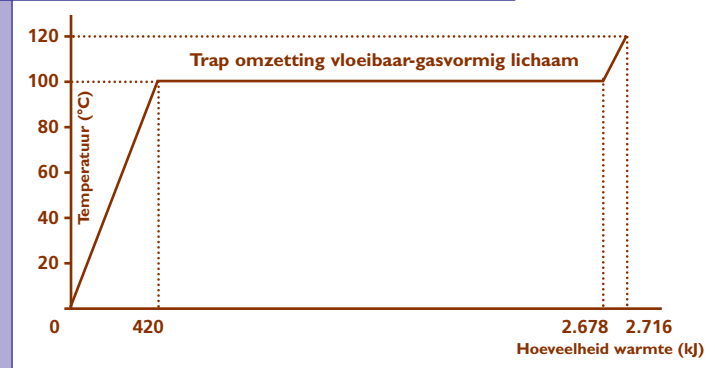 120
Trap omzetting vloeibaar-gasvormig lichaam
100
80
60
40
20
Temperatuur (°C)
0 420 2.678 2.716
Hoeveelheid warmte (kJ)